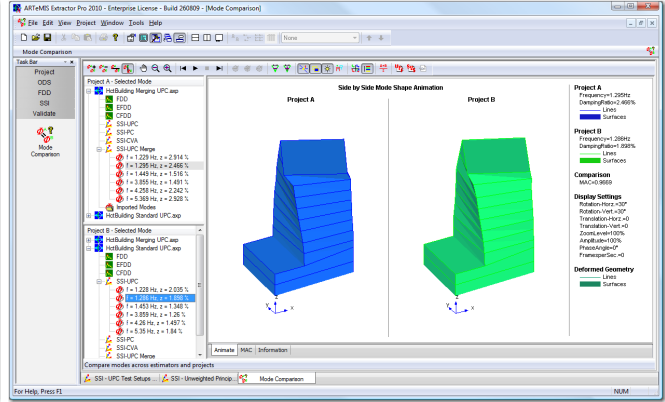 ARTeMIS Extractor Pro 2010 - Enterprise License - Build 260809 - [Mode Comparison]
File Edit View Project Window Tools Help
None
Mode Comparison
Task Bar
Project
ODS
FDD
SSI
Validate
Mode
Comparison
Project A - Selected Mode
HctBuilding Merging UPC.axp
FDD
EFDD
CFDD
SSI-UPC
SSI-PC
SSI-CVA
SSI-UPC Merge
f = 1.229 Hz, z = 2.914 %
f = 1.295 Hz, z = 2.466 %
f = 1.449 Hz, z = 1.516 %
f = 3.855 Hz, z = 1.491 %
f = 4.258 Hz, z = 2.242 %
f = 5.369 Hz, z = 2.928 %
Imported Modes
HctBuilding Standard UPC.axp
Project B - Selected Mode
HctBuilding Merging UPC.axp
HctBuilding Standard UPC.axp
FDD
EFDD
CFDD
SSI-UPC
f = 1.228 Hz, z = 2.035 %
f = 1.286 Hz, z = 1.898 %
f = 1.453 Hz, z = 1.348 %
f = 3.859 Hz, z = 1.26 %
f = 4.26 Hz, z = 1.497 %
f = 5.35 Hz, z = 1.84 %
SSI-PC
SSI-CVA
SSI-UPC Merge
Side by Side Mode Shape Animation
Project A
Project B
Z
Y
X
Z
Y
X
Project A
Frequency=1.295Hz
DampingRatio=2.466%
Lines
Surfaces
Project B
Frequency=1.286Hz
DampingRatio=1.898%
Lines
Surfaces
Comparison
MAC=0.9669
Display Settings
Rotation-Horz.=30°
Rotation-Vert.=30°
Translation-Horz.=0
Translation-Vert.=0
ZoomLevel=100%
Amplitude=100%
PhaseAngle=0°
FramesperSec.=0
Deformed Geometry
Lines
Surfaces
Animate MAC Information
Compare modes across estimators and projects
SSI - UPC Test Setups ... SSI - Unweighted Princip... Mode Comparison
For Help, Press F1
NUM